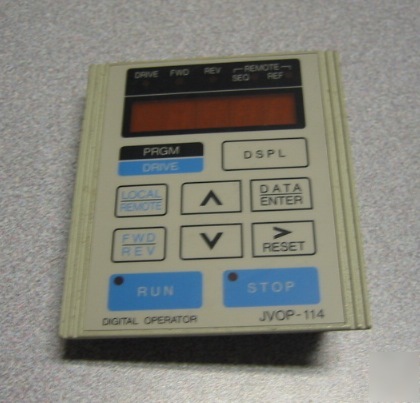 DRIVE FWD REV REMOTE
SEQ REF
PRGM
DRIVE
DSPL
LOCAL
REMOTE
DATA
ENTER
FWD
REV
RESET
RUN
STOP
DIGITAL OPERATOR
JVOP-114